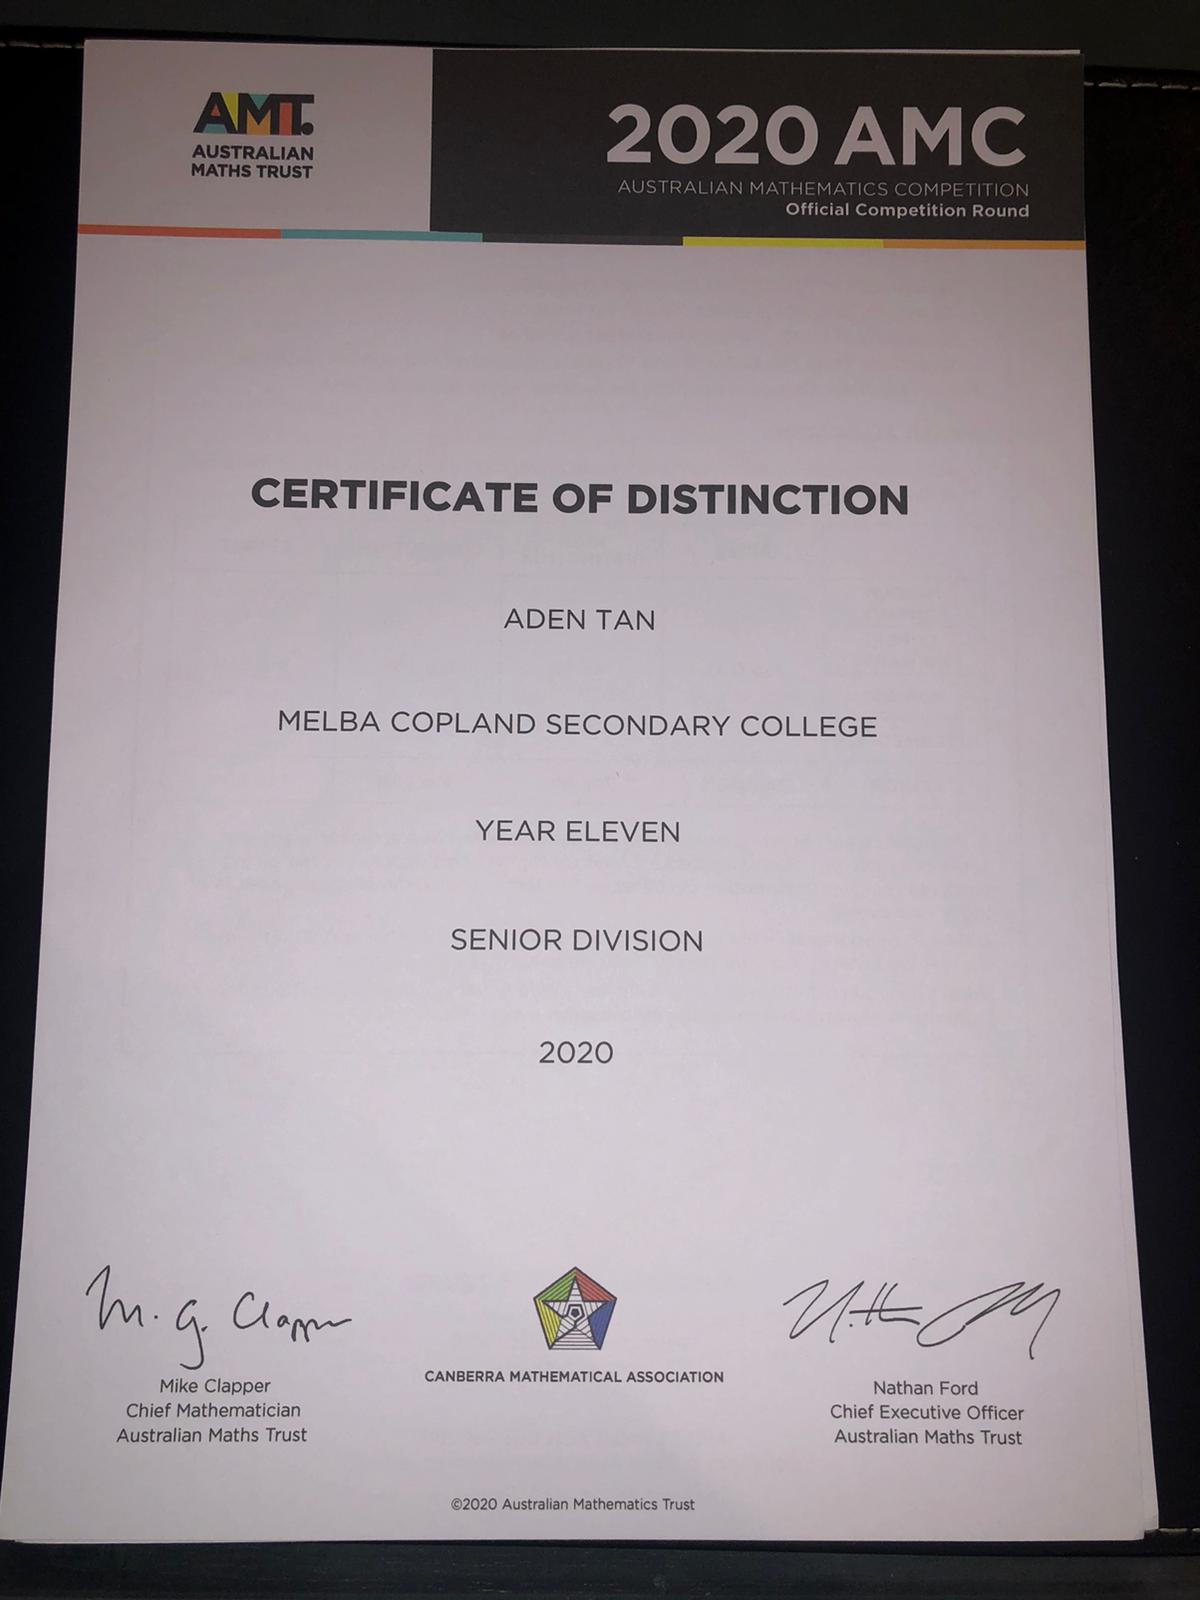 AMT.
AUSTRALIAN
MATHS TRUST
2020 AMC
AUSTRALIAN MATHEMATICS COMPETITION
Official Competition Round
CERTIFICATE OF DISTINCTION
ADEN TAN
MELBA COPLAND SECONDARY COLLEGE
YEAR ELEVEN
SENIOR DIVISION
2020
M. G. Clapper
Mike Clapper
Chief Mathematician
Australian Maths Trust
CANBERRA MATHEMATICAL ASSOCIATION
Nathan Ford
Chief Executive Officer
Australian Maths Trust
©2020 Australian Mathematics Trust